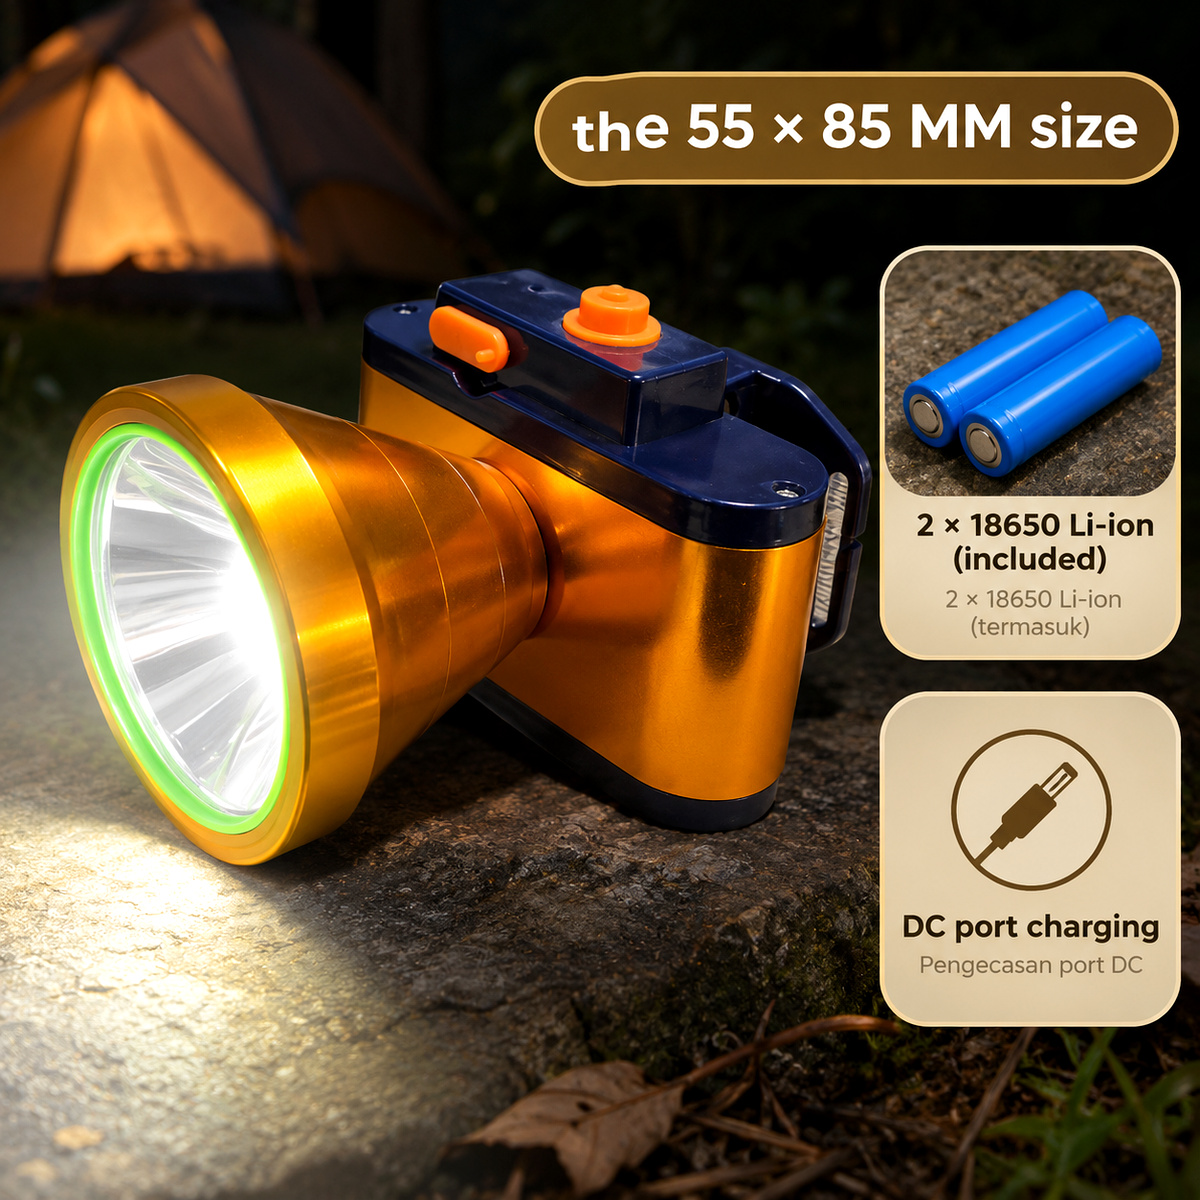 the 55 × 85 MM size
2 × 18650 Li-ion
(included)
2 × 18650 Li-ion
(termasuk)
DC port charging
Pengecasan port DC